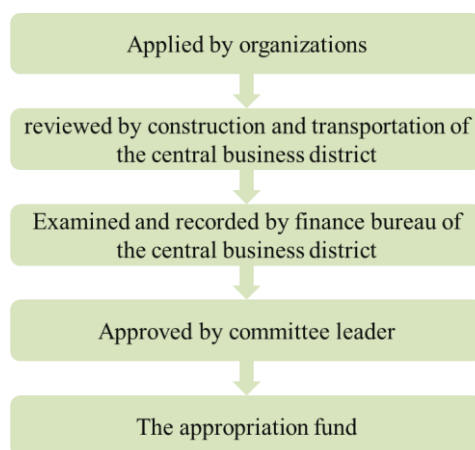 Applied by organizations
reviewed by construction and transportation of
the central business district
Examined and recorded by finance bureau of
the central business district
Approved by committee leader
The appropriation fund